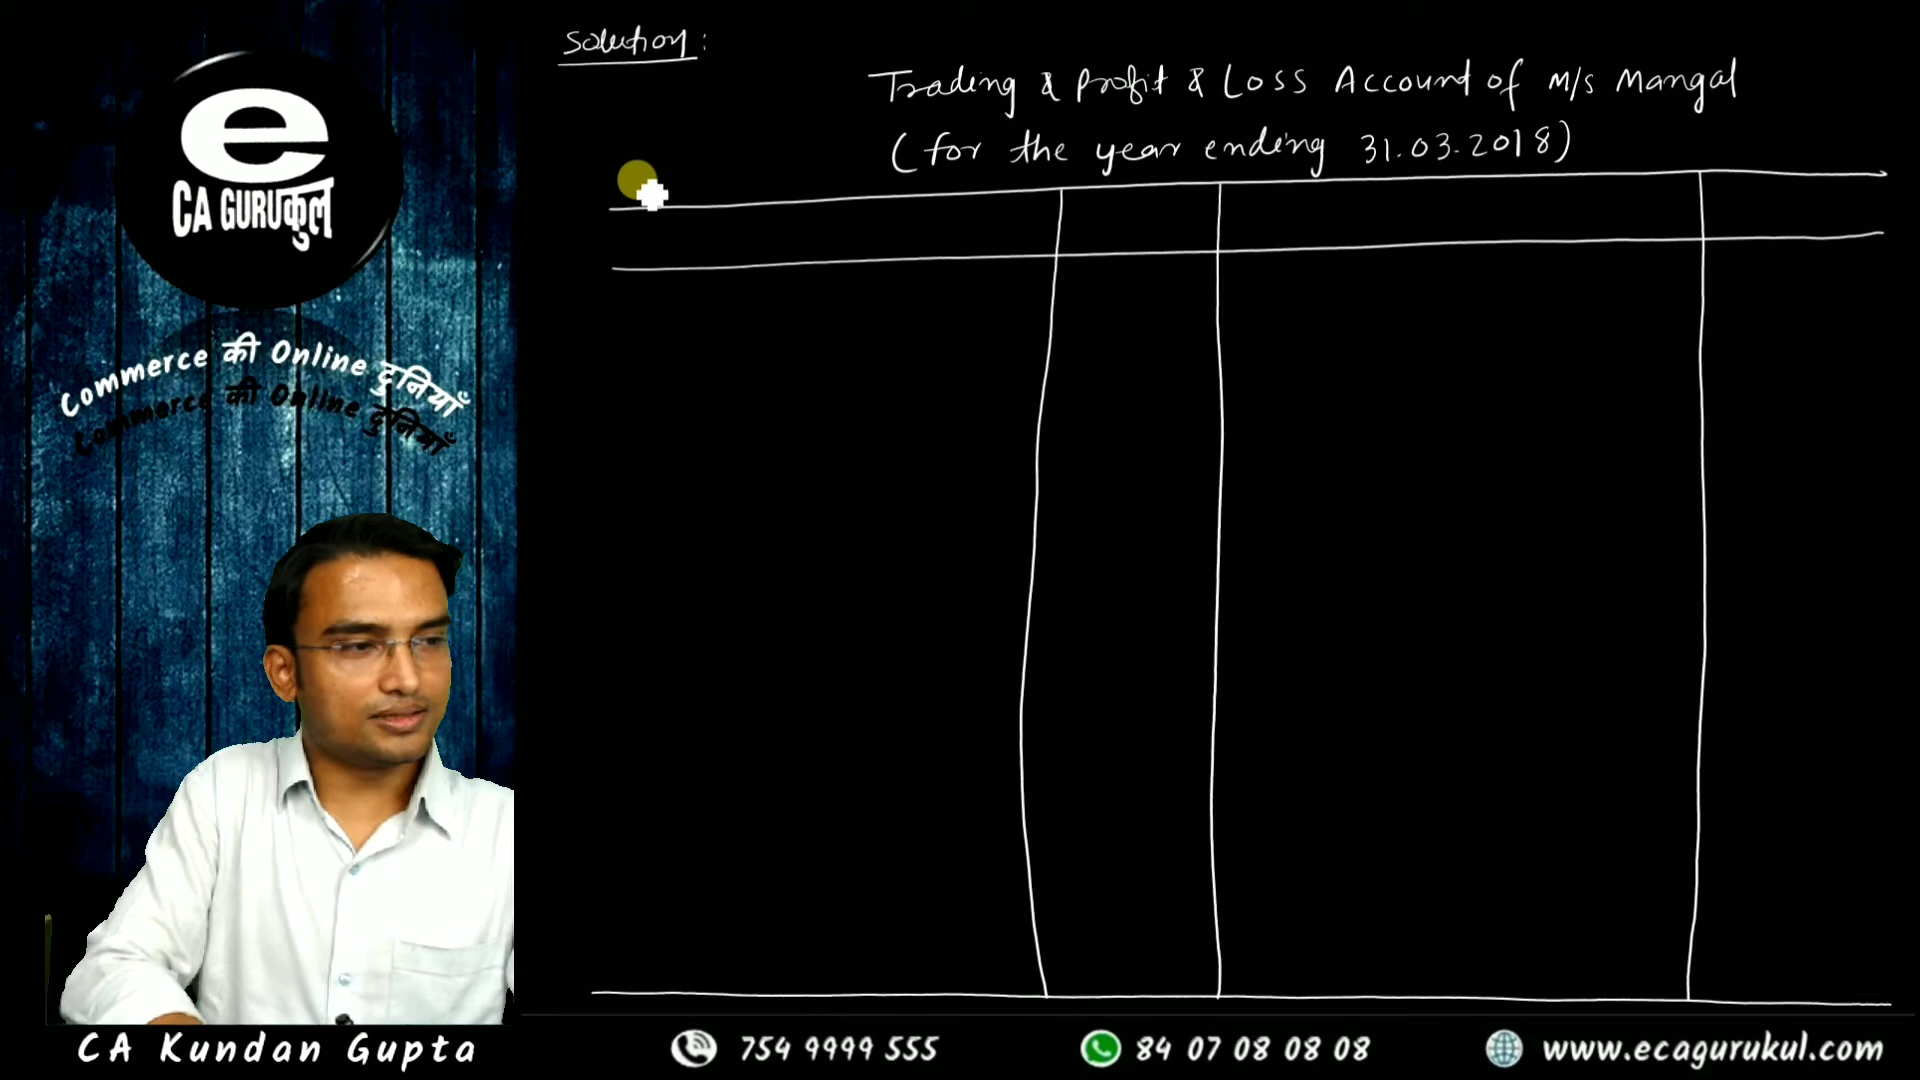 Solution:
Trading & Profit & Loss Account of M/s Mangal
(for the year ending 31.03.2018)
e
CA GURUकुल
Commerce की Online दुनियाँ
Commerce की Online दुनियाँ
CA Kundan Gupta
754 9999 555
84 07 08 08 08
www.ecagurukul.com